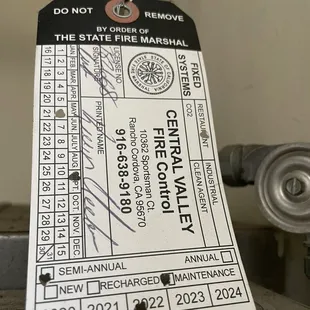 DO NOT REMOVE
BY ORDER OF
THE STATE FIRE MARSHAL
FIXED
SYSTEMS
RESTAURANT
CO2
INDUSTRIAL
CLEAN AGENT
CENTRAL VALLEY
FIRE Control
10362 Sportsman Ct.
Rancho Cordova, CA 95670
916-638-9180
LICENSE NO
SIGNATURE
PRINTED NAME
JAN. FEB. MAR. APR. MAY JUN. JUL. AUG. SEPT. OCT. NOV. DEC.
1 2 3 4 5 6 7 8 9 10 11 12 13 14 15
16 17 18 19 20 21 22 23 24 25 26 27 28 29 30
31
SEMI-ANNUAL ANNUAL
NEW RECHARGED MAINTENANCE
2020 2021 2022 2023 2024